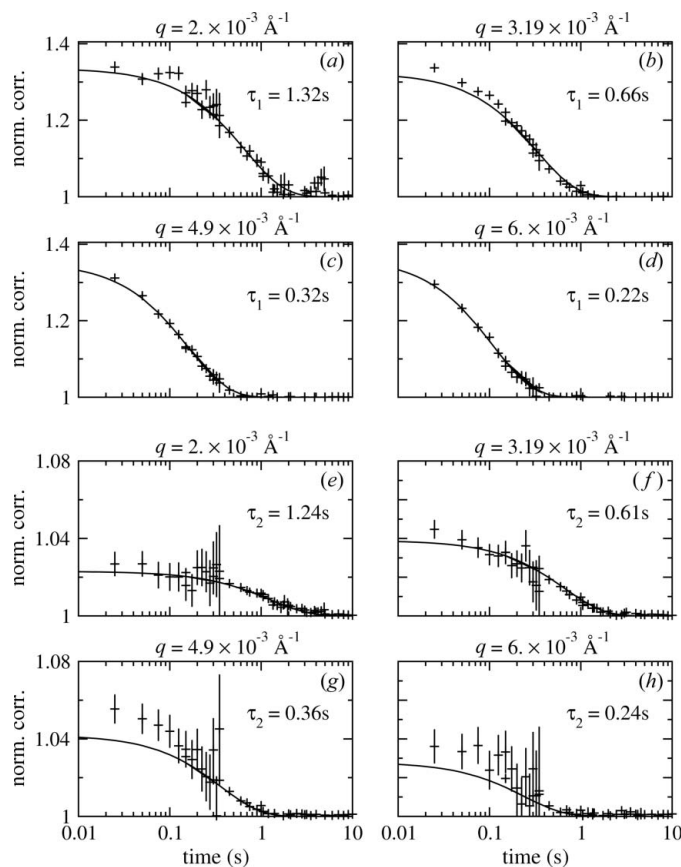 q = 2. × 10⁻³ Å⁻¹ q = 3.19 × 10⁻³ Å⁻¹
1.4 (a) (b)
norm. corr. τ₁ = 1.32s τ₁ = 0.66s
1.2
1
q = 4.9 × 10⁻³ Å⁻¹ q = 6. × 10⁻³ Å⁻¹
1.4 (c) (d)
norm. corr. τ₁ = 0.32s τ₁ = 0.22s
1.2
1
q = 2. × 10⁻³ Å⁻¹ q = 3.19 × 10⁻³ Å⁻¹
1.08 (e) (f)
norm. corr. τ₂ = 1.24s τ₂ = 0.61s
1.04
1
q = 4.9 × 10⁻³ Å⁻¹ q = 6. × 10⁻³ Å⁻¹
1.08 (g) (h)
norm. corr. τ₂ = 0.36s τ₂ = 0.24s
1.04
1
0.01 0.1 1 10 0.01 0.1 1 10
time (s) time (s)